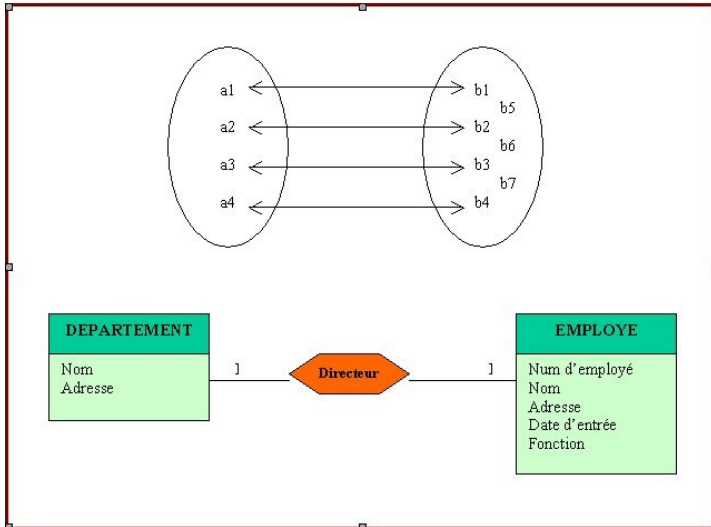 a1
b1
b5
a2
b2
b6
a3
b3
b7
a4
b4
DEPARTEMENT
Nom
Adresse
1
Directeur
1
EMPLOYE
Num d'employé
Nom
Adresse
Date d'entrée
Fonction